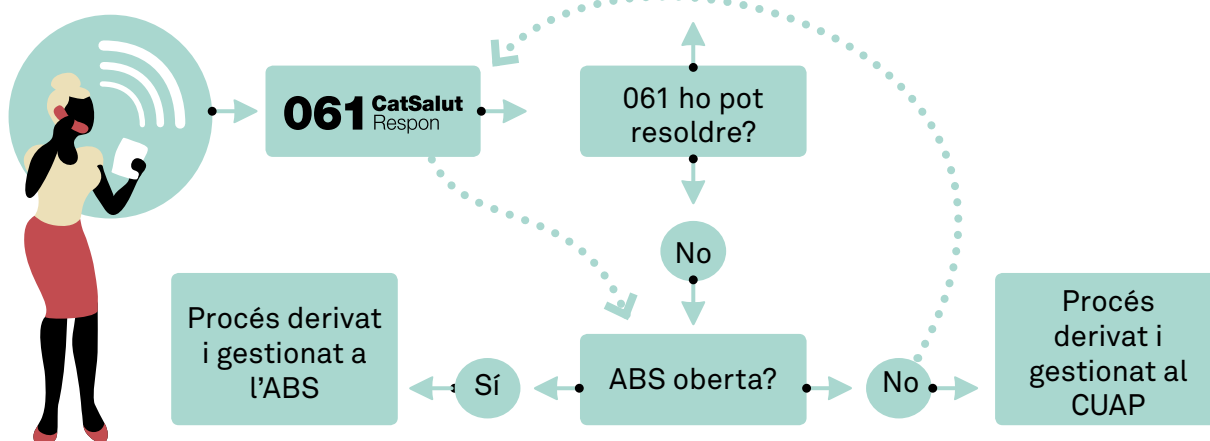 061 CatSalut
Respon
061 ho pot
resoldre?
No
Procés derivat
i gestionat a
l’ABS
Sí
ABS oberta?
No
Procés
derivat i
gestionat al
CUAP